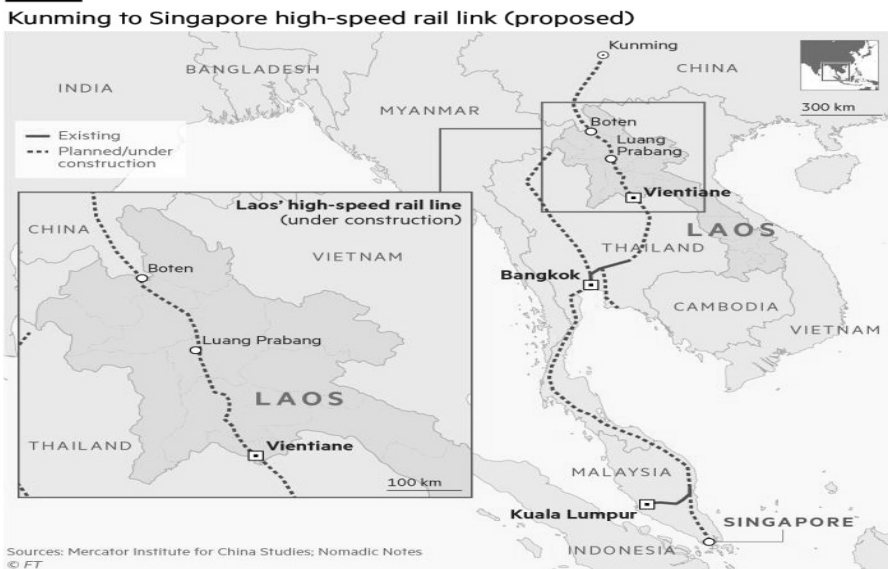 Kunming to Singapore high-speed rail link (proposed)
Kunming
CHINA
BANGLADESH
INDIA
MYANMAR
300 km
Existing
Planned/under
construction
Boten
Luang
Prabang
Vientiane
Laos' high-speed rail line
(under construction)
CHINA
VIETNAM
Boten
Luang Prabang
LAOS
THAILAND
Vientiane
100 km
LAOS
THAILAND
Bangkok
CAMBODIA
VIETNAM
MALAYSIA
Kuala Lumpur
SINGAPORE
INDONESIA
Sources: Mercator Institute for China Studies; Nomadic Notes
© FT